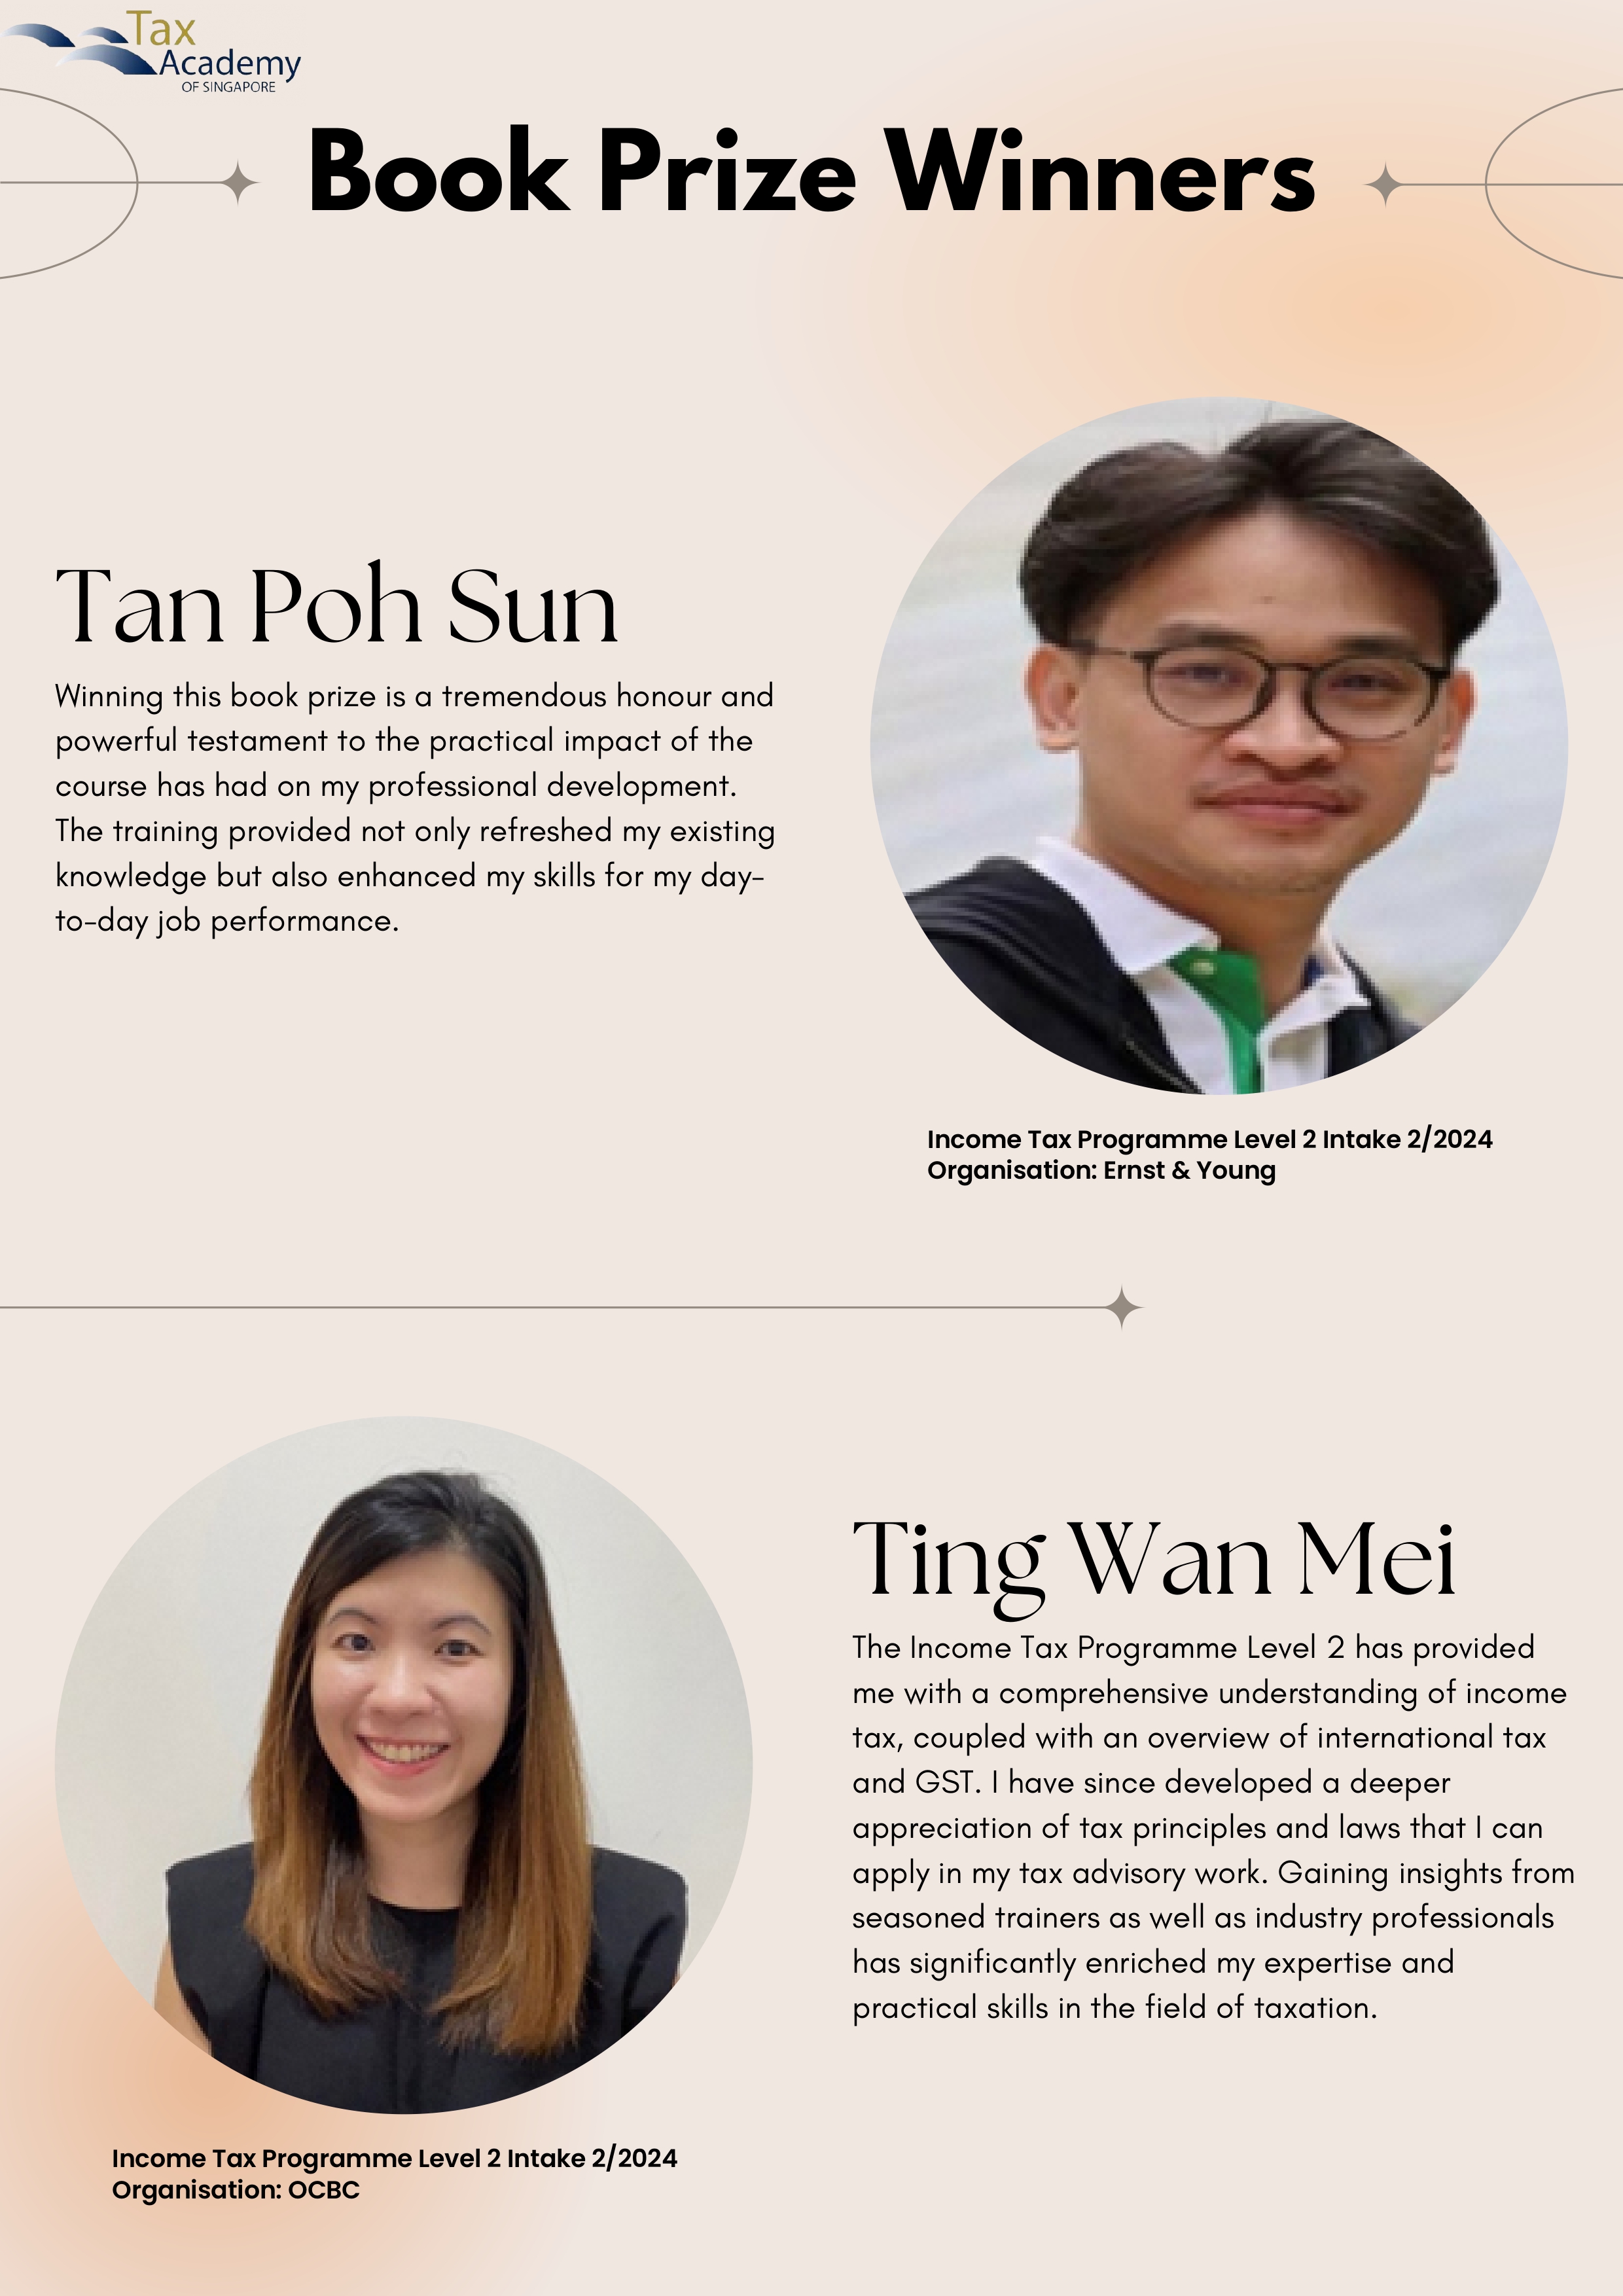 Tax
Academy
OF SINGAPORE
Book Prize Winners
Tan Poh Sun
Winning this book prize is a tremendous honour and
powerful testament to the practical impact of the
course has had on my professional development.
The training provided not only refreshed my existing
knowledge but also enhanced my skills for my day-
to-day job performance.
Income Tax Programme Level 2 Intake 2/2024
Organisation: Ernst & Young
Ting Wan Mei
The Income Tax Programme Level 2 has provided
me with a comprehensive understanding of income
tax, coupled with an overview of international tax
and GST. I have since developed a deeper
appreciation of tax principles and laws that I can
apply in my tax advisory work. Gaining insights from
seasoned trainers as well as industry professionals
has significantly enriched my expertise and
practical skills in the field of taxation.
Income Tax Programme Level 2 Intake 2/2024
Organisation: OCBC